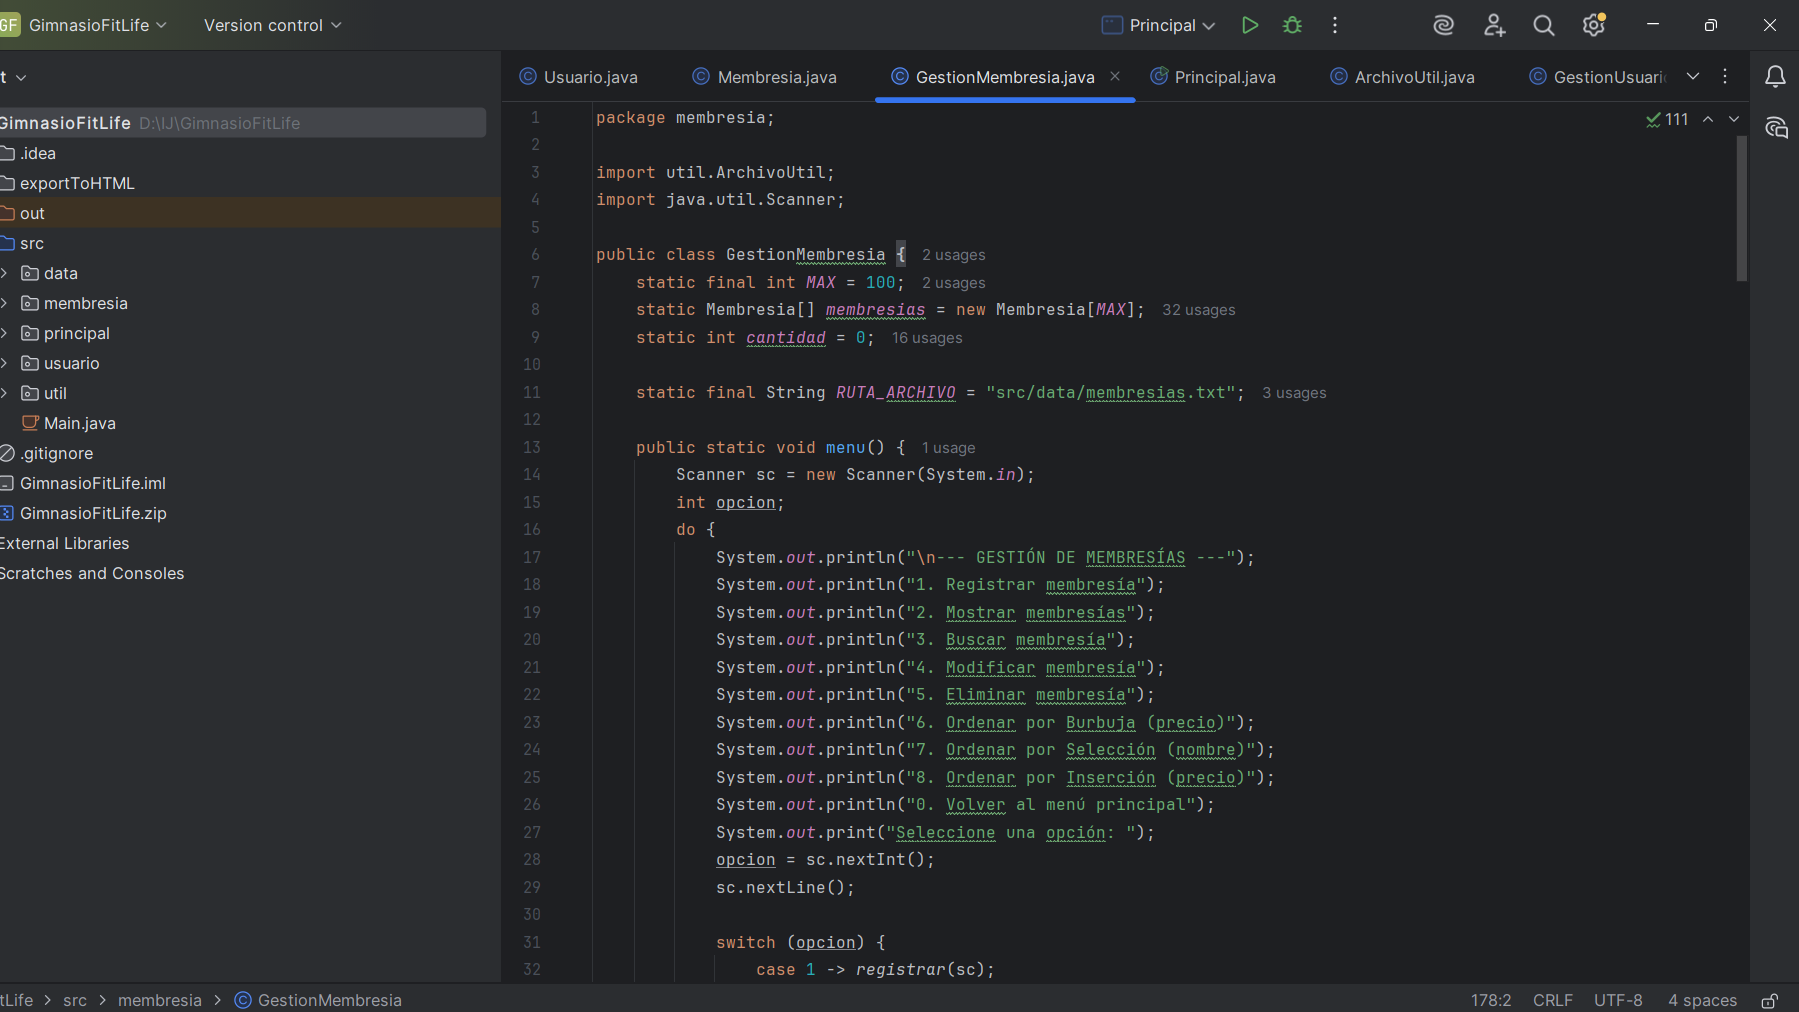 GF GimnasioFitLife Version control Principal
t
Usuario.java Membresia.java GestionMembresia.java Principal.java ArchivoUtil.java GestionUsuari
GimnasioFitLife D:\IJ\GimnasioFitLife
.idea
exportToHTML
out
src
data
membresia
principal
usuario
util
Main.java
.gitignore
GimnasioFitLife.iml
GimnasioFitLife.zip
External Libraries
Scratches and Consoles
111
1 package membresia;
2
3 import util.ArchivoUtil;
4 import java.util.Scanner;
5
6 public class GestionMembresia { 2 usages
7 static final int MAX = 100; 2 usages
8 static Membresia[] membresias = new Membresia[MAX]; 32 usages
9 static int cantidad = 0; 16 usages
10
11 static final String RUTA_ARCHIVO = "src/data/membresias.txt"; 3 usages
12
13 public static void menu() { 1 usage
14 Scanner sc = new Scanner(System.in);
15 int opcion;
16 do {
17 System.out.println("\n--- GESTIÓN DE MEMBRESÍAS ---");
18 System.out.println("1. Registrar membresía");
19 System.out.println("2. Mostrar membresías");
20 System.out.println("3. Buscar membresía");
21 System.out.println("4. Modificar membresía");
22 System.out.println("5. Eliminar membresía");
23 System.out.println("6. Ordenar por Burbuja (precio)");
24 System.out.println("7. Ordenar por Selección (nombre)");
25 System.out.println("8. Ordenar por Inserción (precio)");
26 System.out.println("0. Volver al menú principal");
27 System.out.print("Seleccione una opción: ");
28 opcion = sc.nextInt();
29 sc.nextLine();
30
31 switch (opcion) {
32 case 1 -> registrar(sc);
tLife > src > membresia > GestionMembresia 178:2 CRLF UTF-8 4 spaces